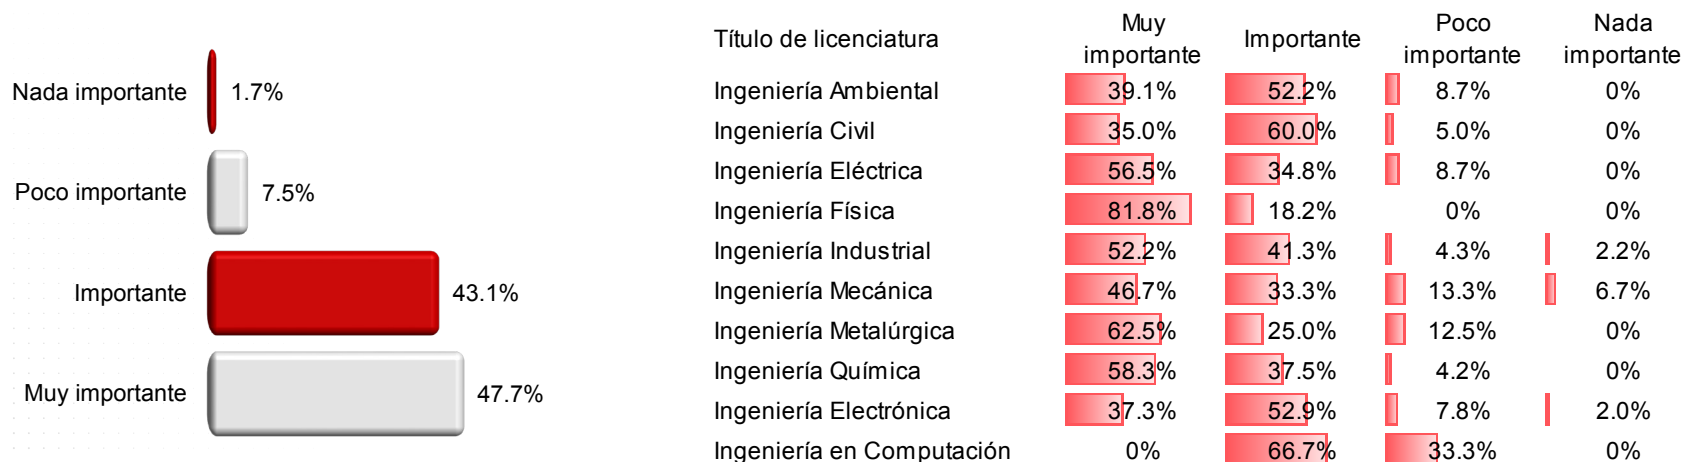 Nada importante 1.7%
Poco importante 7.5%
Importante 43.1%
Muy importante 47.7%
Título de licenciatura Muy importante Importante Poco importante Nada importante
Ingeniería Ambiental 39.1% 52.2% 8.7% 0%
Ingeniería Civil 35.0% 60.0% 5.0% 0%
Ingeniería Eléctrica 56.5% 34.8% 8.7% 0%
Ingeniería Física 81.8% 18.2% 0% 0%
Ingeniería Industrial 52.2% 41.3% 4.3% 2.2%
Ingeniería Mecánica 46.7% 33.3% 13.3% 6.7%
Ingeniería Metalúrgica 62.5% 25.0% 12.5% 0%
Ingeniería Química 58.3% 37.5% 4.2% 0%
Ingeniería Electrónica 37.3% 52.9% 7.8% 2.0%
Ingeniería en Computación 0% 66.7% 33.3% 0%